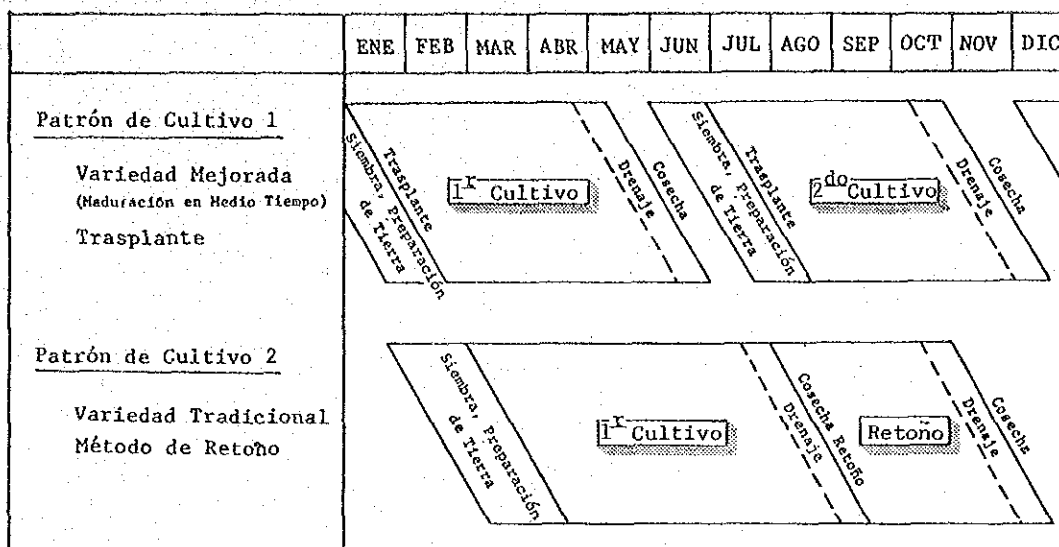 ENE FEB MAR ABR MAY JUN JUL AGO SEP OCT NOV DIC
Patrón de Cultivo 1
Variedad Mejorada
(Maduración en Medio Tiempo)
Trasplante
Siembra, Preparación
de Tierra
Trasplante
1r Cultivo
Drenaje
Cosecha
Siembra, Preparación
de Tierra
Trasplante
2do Cultivo
Drenaje
Cosecha
Patrón de Cultivo 2
Variedad Tradicional
Método de Retoño
Siembra, Preparación
de Tierra
1r Cultivo
Drenaje
Cosecha Retoño
Retoño
Drenaje
Cosecha